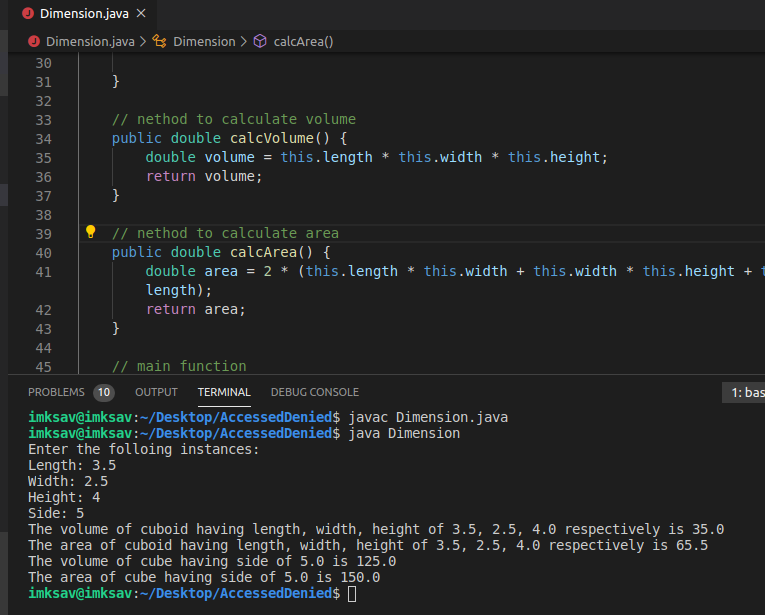 Dimension.java ×
Dimension.java > Dimension > calcArea()
30
31 }
32
33 // nethod to calculate volume
34 public double calcVolume() {
35 double volume = this.length * this.width * this.height;
36 return volume;
37 }
38
39 // nethod to calculate area
40 public double calcArea() {
41 double area = 2 * (this.length * this.width + this.width * this.height +
length);
42 return area;
43 }
44
45 // main function
PROBLEMS 10 OUTPUT TERMINAL DEBUG CONSOLE 1: bas
imksav@imksav:~/Desktop/AccessedDenied$ javac Dimension.java
imksav@imksav:~/Desktop/AccessedDenied$ java Dimension
Enter the folloing instances:
Length: 3.5
Width: 2.5
Height: 4
Side: 5
The volume of cuboid having length, width, height of 3.5, 2.5, 4.0 respectively is 35.0
The area of cuboid having length, width, height of 3.5, 2.5, 4.0 respectively is 65.5
The volume of cube having side of 5.0 is 125.0
The area of cube having side of 5.0 is 150.0
imksav@imksav:~/Desktop/AccessedDenied$